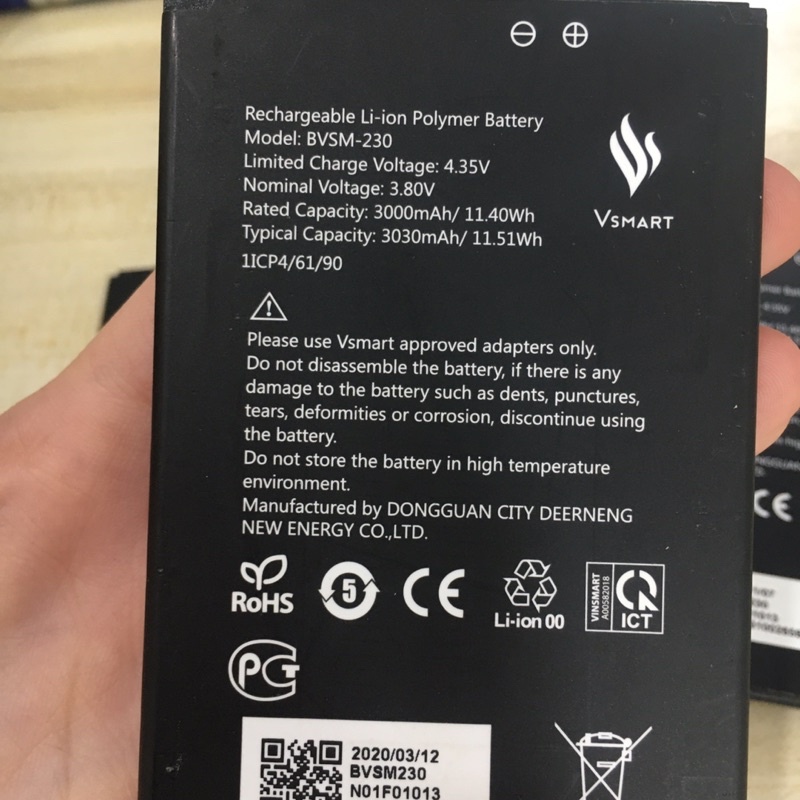 Rechargeable Li-ion Polymer Battery
Model: BVSM-230
Limited Charge Voltage: 4.35V
Nominal Voltage: 3.80V
Rated Capacity: 3000mAh/ 11.40Wh
Typical Capacity: 3030mAh/ 11.51Wh
1ICP4/61/90
VSMART
Please use Vsmart approved adapters only.
Do not disassemble the battery, if there is any
damage to the battery such as dents, punctures,
tears, deformities or corrosion, discontinue using
the battery.
Do not store the battery in high temperature
environment.
Manufactured by DONGGUAN CITY DEERNENG
NEW ENERGY CO.,LTD.
RoHS
5
CE
Li-ion 00
VINSMART
A00582018
ICT
PCT
2020/03/12
BVSM230
N01F01013
CE